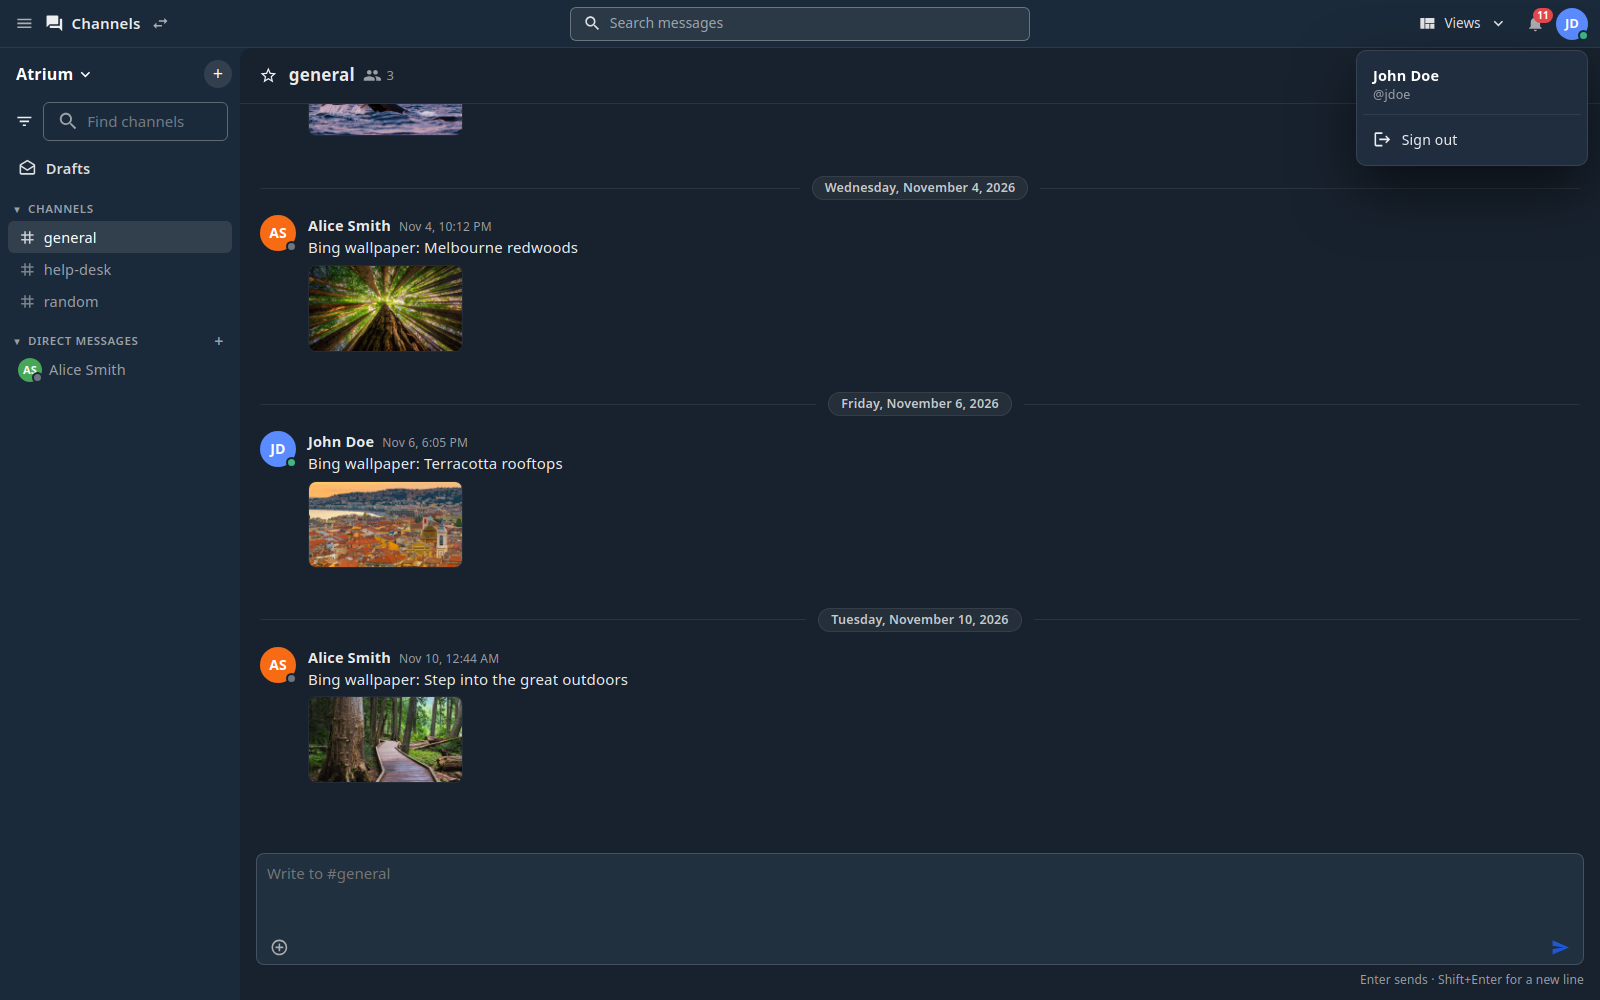 Channels
Search messages
Views
11
JD
Atrium
+
Find channels
Drafts
CHANNELS
general
help-desk
random
DIRECT MESSAGES +
AS Alice Smith
general 3
John Doe
@jdoe
Sign out
Wednesday, November 4, 2026
AS
Alice Smith Nov 4, 10:12 PM
Bing wallpaper: Melbourne redwoods
Friday, November 6, 2026
JD
John Doe Nov 6, 6:05 PM
Bing wallpaper: Terracotta rooftops
Tuesday, November 10, 2026
AS
Alice Smith Nov 10, 12:44 AM
Bing wallpaper: Step into the great outdoors
Write to #general
Enter sends · Shift+Enter for a new line